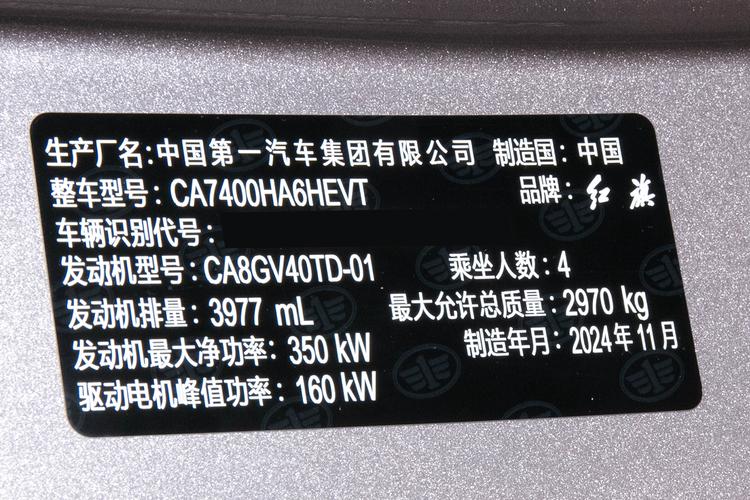 生产厂名:中国第一汽车集团有限公司 制造国:中国
整车型号:CA7400HA6HEVT 品牌:红旗
车辆识别代号:
发动机型号:CA8GV40TD-01 乘坐人数:4
发动机排量:3977 mL 最大允许总质量:2970 kg
发动机最大净功率:350 kW 制造年月:2024年11月
驱动电机峰值功率:160 kW